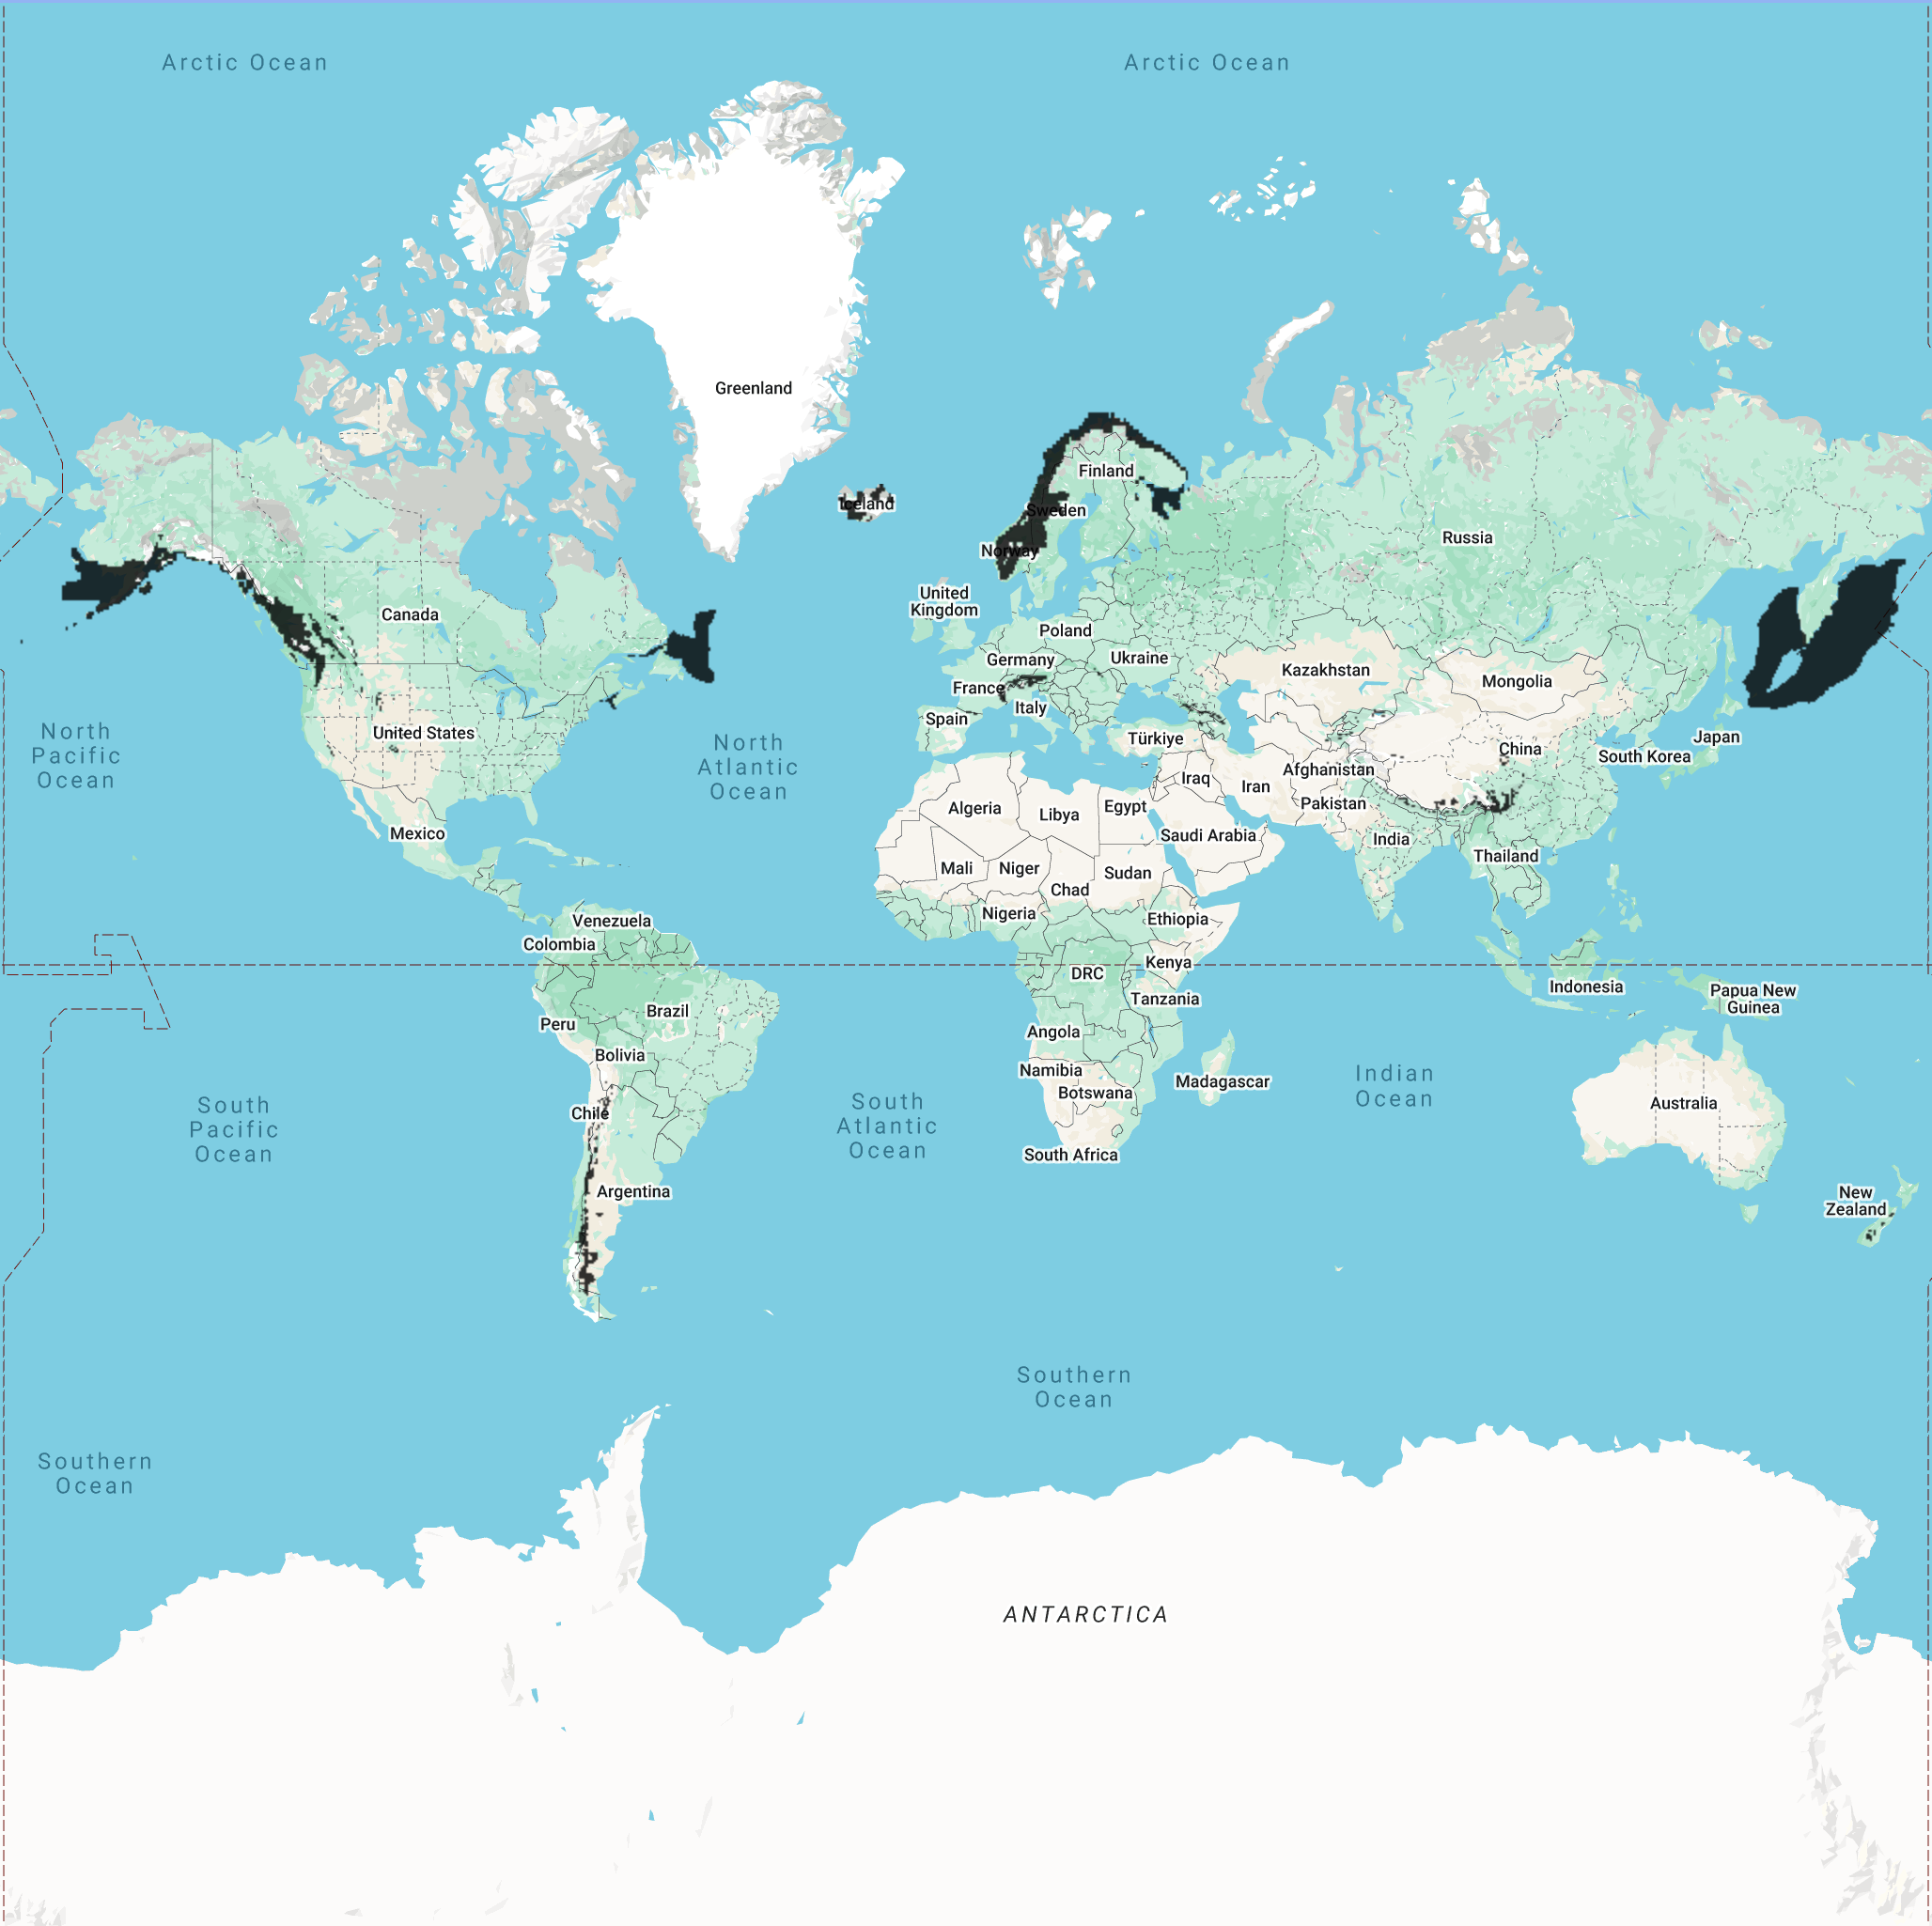 Arctic Ocean
Arctic Ocean
Greenland
Finland
Iceland
Sweden
Russia
Norway
United
Kingdom
Canada
Poland
Germany
Ukraine
Kazakhstan
Mongolia
France
Italy
Spain
North
Pacific
Ocean
United States
North
Atlantic
Ocean
Türkiye
China
Japan
South Korea
Iraq
Iran
Afghanistan
Pakistan
Algeria
Libya
Egypt
Saudi Arabia
Mexico
India
Thailand
Mali
Niger
Chad
Sudan
Nigeria
Ethiopia
Venezuela
Colombia
Kenya
DRC
Tanzania
Indonesia
Papua New
Guinea
Brazil
Peru
Angola
Bolivia
Namibia
Botswana
Madagascar
Indian
Ocean
Australia
Chile
South
Pacific
Ocean
South
Atlantic
Ocean
South Africa
Argentina
New
Zealand
Southern
Ocean
Southern
Ocean
ANTARCTICA